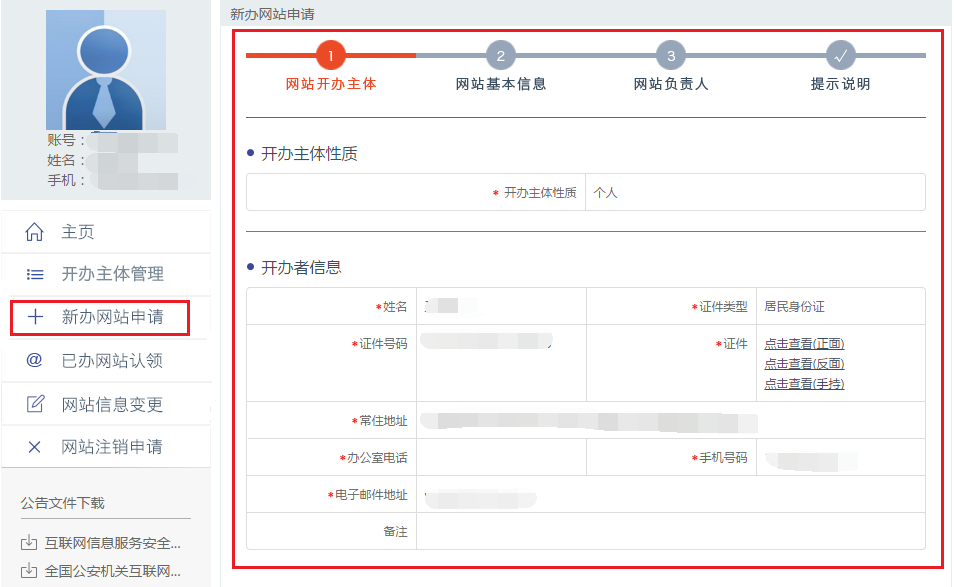 账号：
姓名：
手机：
主页
开办主体管理
新办网站申请
已办网站认领
网站信息变更
网站注销申请
公告文件下载
互联网信息服务安全...
全国公安机关互联网...
新办网站申请
1 2 3
网站开办主体 网站基本信息 网站负责人 提示说明
开办主体性质
* 开办主体性质 个人
开办者信息
*姓名 *证件类型 居民身份证
*证件号码 *证件 点击查看(正面)
点击查看(反面)
点击查看(手持)
*常住地址
*办公室电话 *手机号码
*电子邮件地址
备注